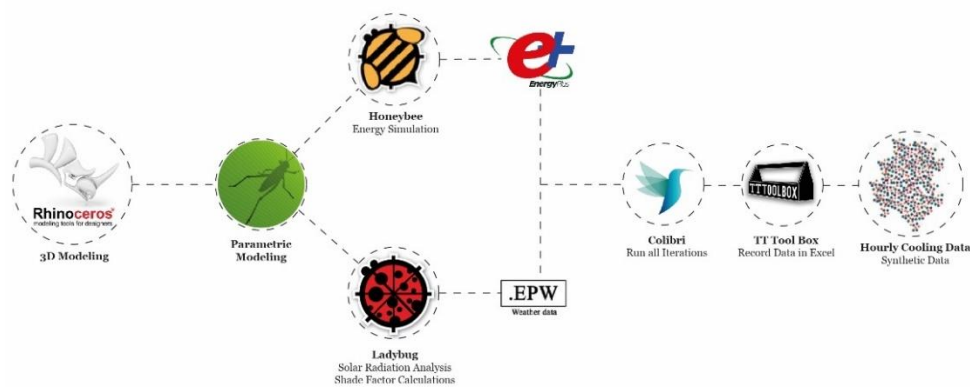 Rhinoceros®
modeling tools for designers
3D Modeling
Parametric
Modeling
Honeybee
Energy Simulation
EnergyPlus
Ladybug
Solar Radiation Analysis
Shade Factor Calculations
.EPW
Weather data
Colibri
Run all Iterations
TT TOOLBOX
TT Tool Box
Record Data in Excel
Hourly Cooling Data
Synthetic Data